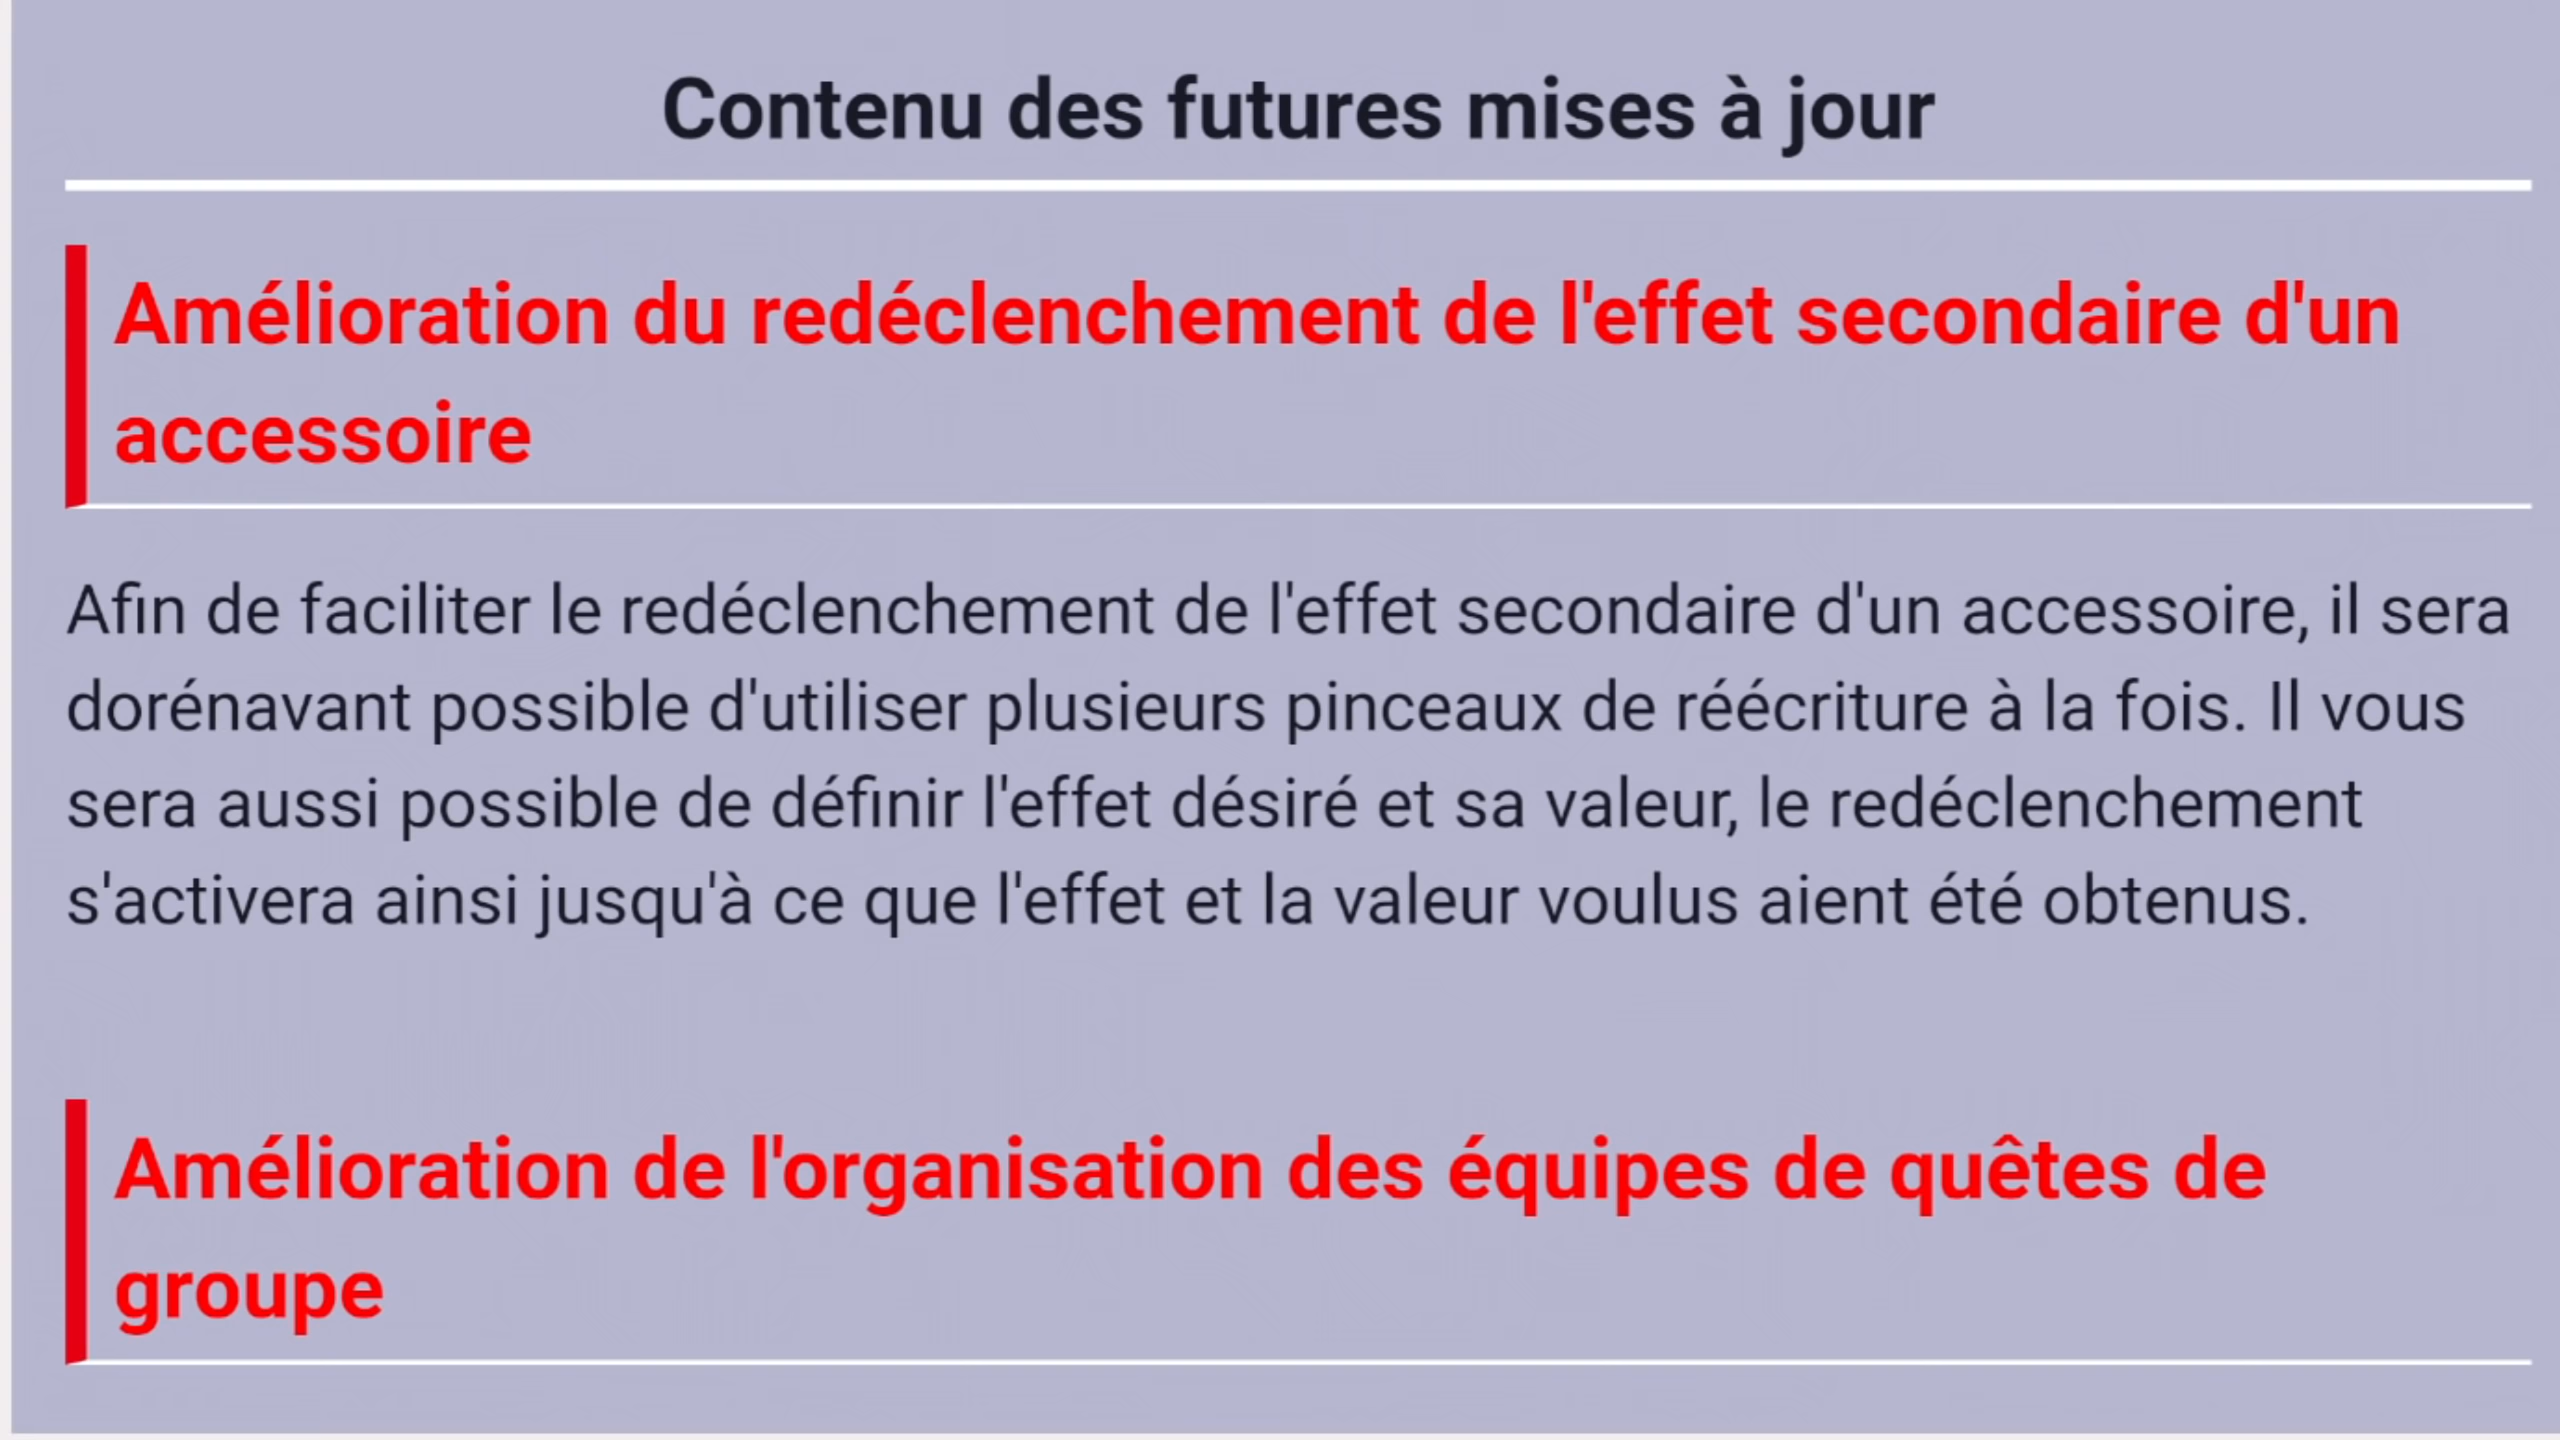 Contenu des futures mises à jour
Amélioration du redéclenchement de l'effet secondaire d'un
accessoire
Afin de faciliter le redéclenchement de l'effet secondaire d'un accessoire, il sera
dorénavant possible d'utiliser plusieurs pinceaux de réécriture à la fois. Il vous
sera aussi possible de définir l'effet désiré et sa valeur, le redéclenchement
s'activera ainsi jusqu'à ce que l'effet et la valeur voulus aient été obtenus.
Amélioration de l'organisation des équipes de quêtes de
groupe